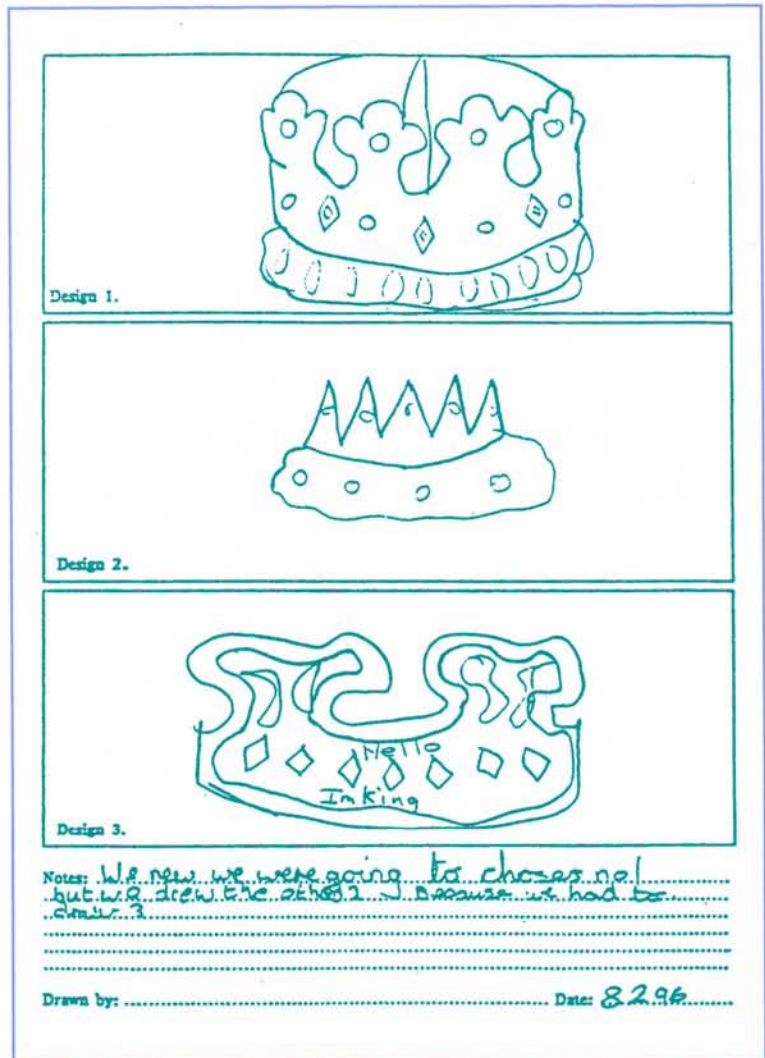 Design 1.
Design 2.
Hello
Im King
Design 3.
Notes: We new we were going to choses no1
but we drew the other 2 because we had to
draw 3
Drawn by: Date: 8 2 96